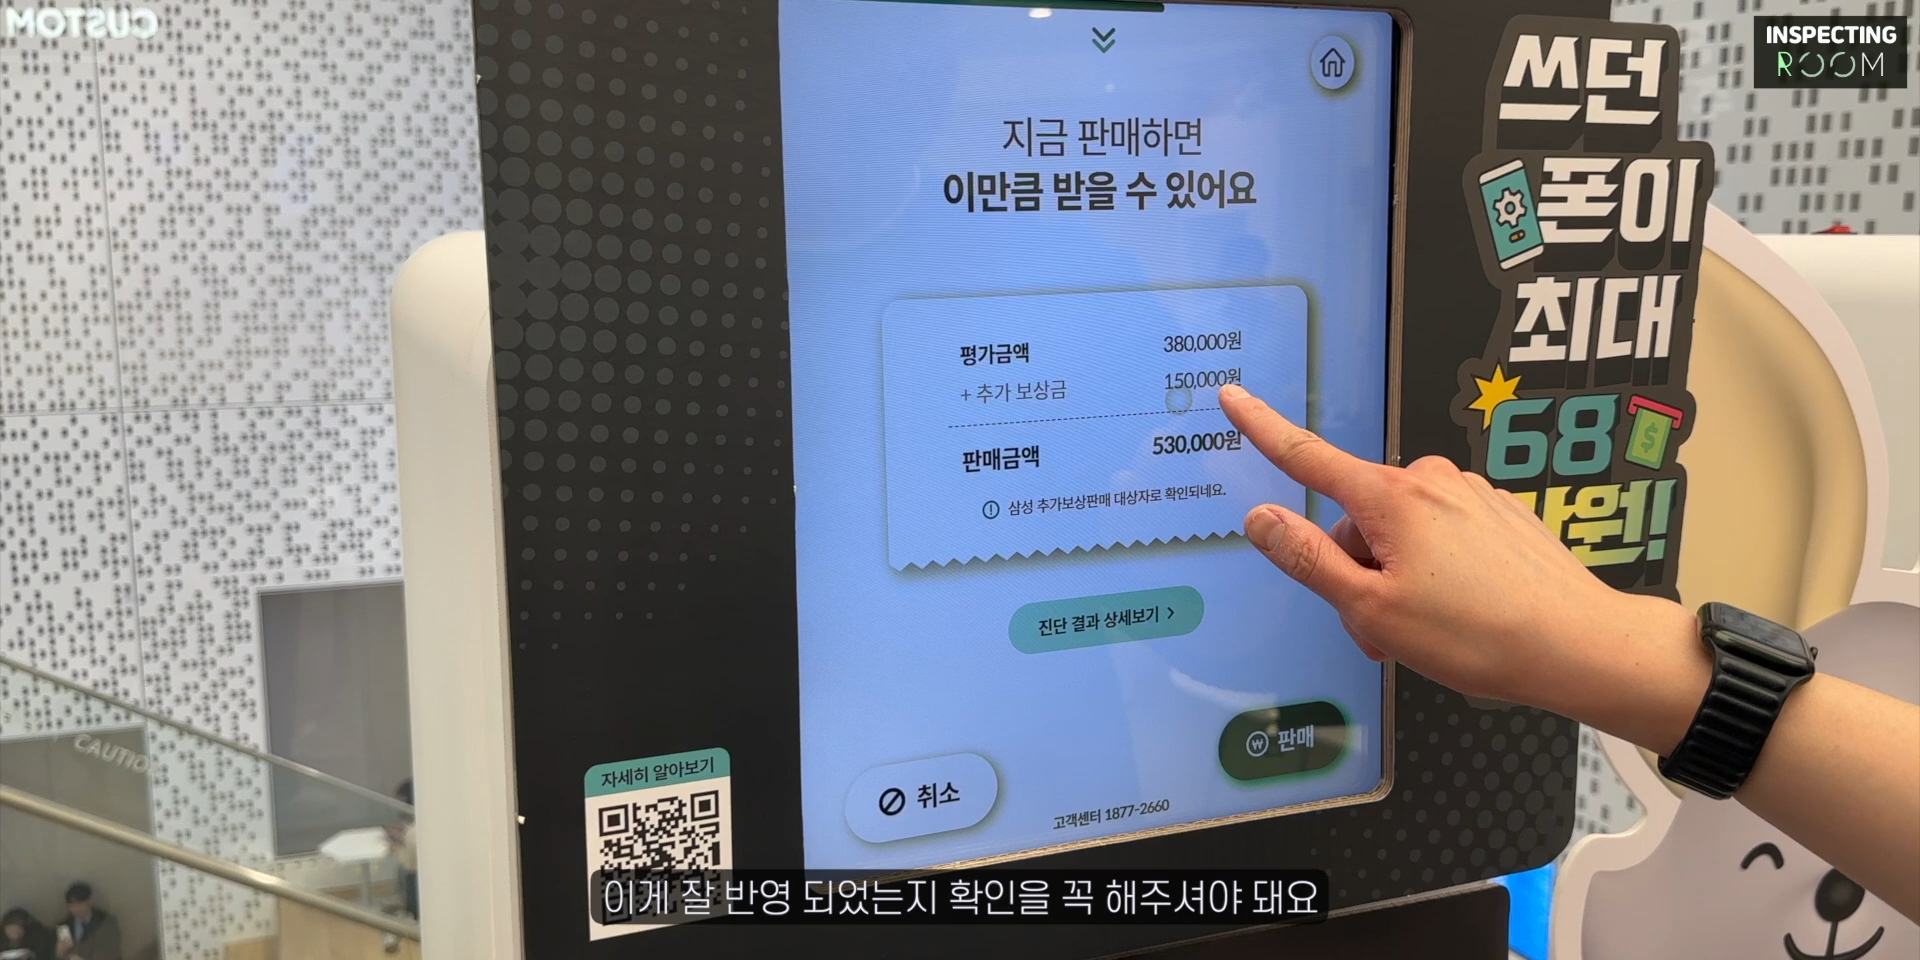 CUSTOM
INSPECTING
ROOM
지금 판매하면
이만큼 받을 수 있어요
평가금액 380,000원
+ 추가 보상금 150,000원
판매금액 530,000원
삼성 추가보상판매 대상자로 확인되네요.
진단 결과 상세보기 >
판매
취소
고객센터 1877-2660
쓰던
폰이
최대
68
만원!
자세히 알아보기
CAUTION
이게 잘 반영 되었는지 확인을 꼭 해주셔야 돼요